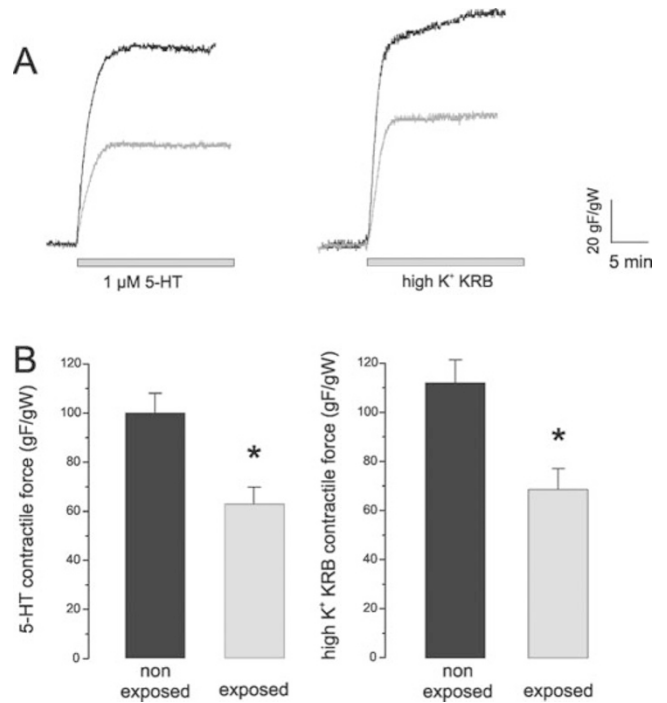 A
20 gF/gW
5 min
1 µM 5-HT
high K⁺ KRB
B
5-HT contractile force (gF/gW)
120
100
80
60
40
20
0
*
non
exposed
exposed
high K⁺ KRB contractile force (gF/gW)
120
100
80
60
40
20
0
*
non
exposed
exposed